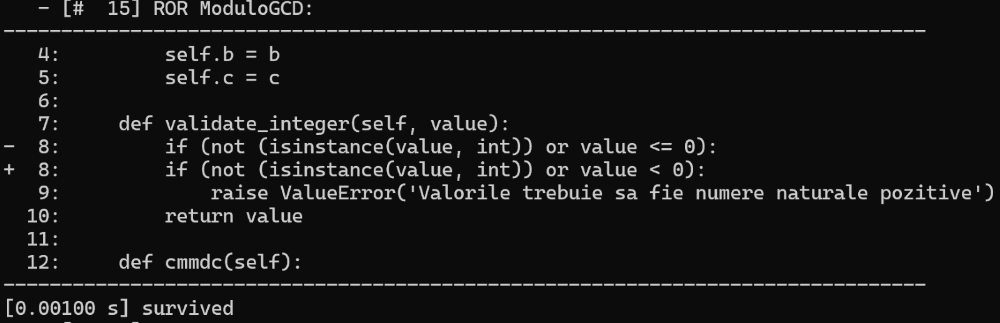 - [#  15] ROR ModuloGCD:
--------------------------------------------------------------------------------
   4:         self.b = b
   5:         self.c = c
   6:
   7:     def validate_integer(self, value):
-  8:         if (not (isinstance(value, int)) or value <= 0):
+  8:         if (not (isinstance(value, int)) or value < 0):
   9:             raise ValueError('Valorile trebuie sa fie numere naturale pozitive')
  10:         return value
  11:
  12:     def cmmdc(self):
--------------------------------------------------------------------------------
[0.00100 s] survived